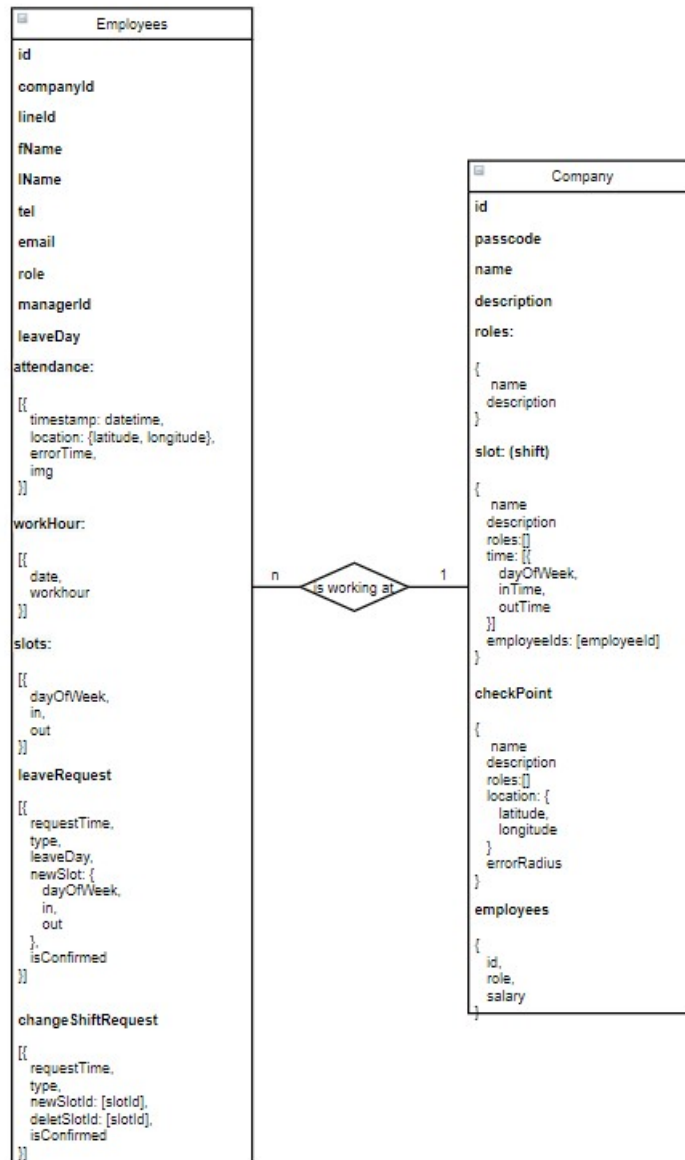 Employees
id
companyId
lineId
fName
lName
tel
email
role
managerId
leaveDay
attendance:
[{
timestamp: datetime,
location: {latitude, longitude},
errorTime,
img
}]
workHour:
[{
date,
workhour
}]
slots:
[{
dayOfWeek,
in,
out
}]
leaveRequest
[{
requestTime,
type,
leaveDay,
newSlot: {
dayOfWeek,
in,
out
},
isConfirmed
}]
changeShiftRequest
[{
requestTime,
type,
newSlotId: [slotId],
deletSlotId: [slotId],
isConfirmed
}]
n
is working at
1
Company
id
passcode
name
description
roles:
{
name
description
}
slot: (shift)
{
name
description
roles:[]
time: [{
dayOfWeek,
inTime,
outTime
}]
employeeIds: [employeeId]
}
checkPoint
{
name
description
roles:[]
location: {
latitude,
longitude
}
errorRadius
}
employees
{
id,
role,
salary
}